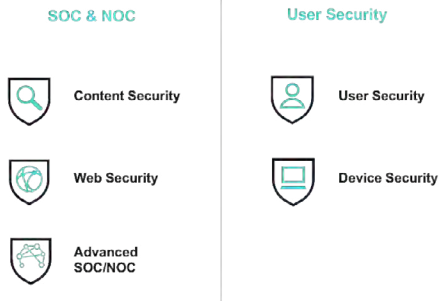 SOC & NOC
Content Security
Web Security
Advanced
SOC/NOC
User Security
User Security
Device Security